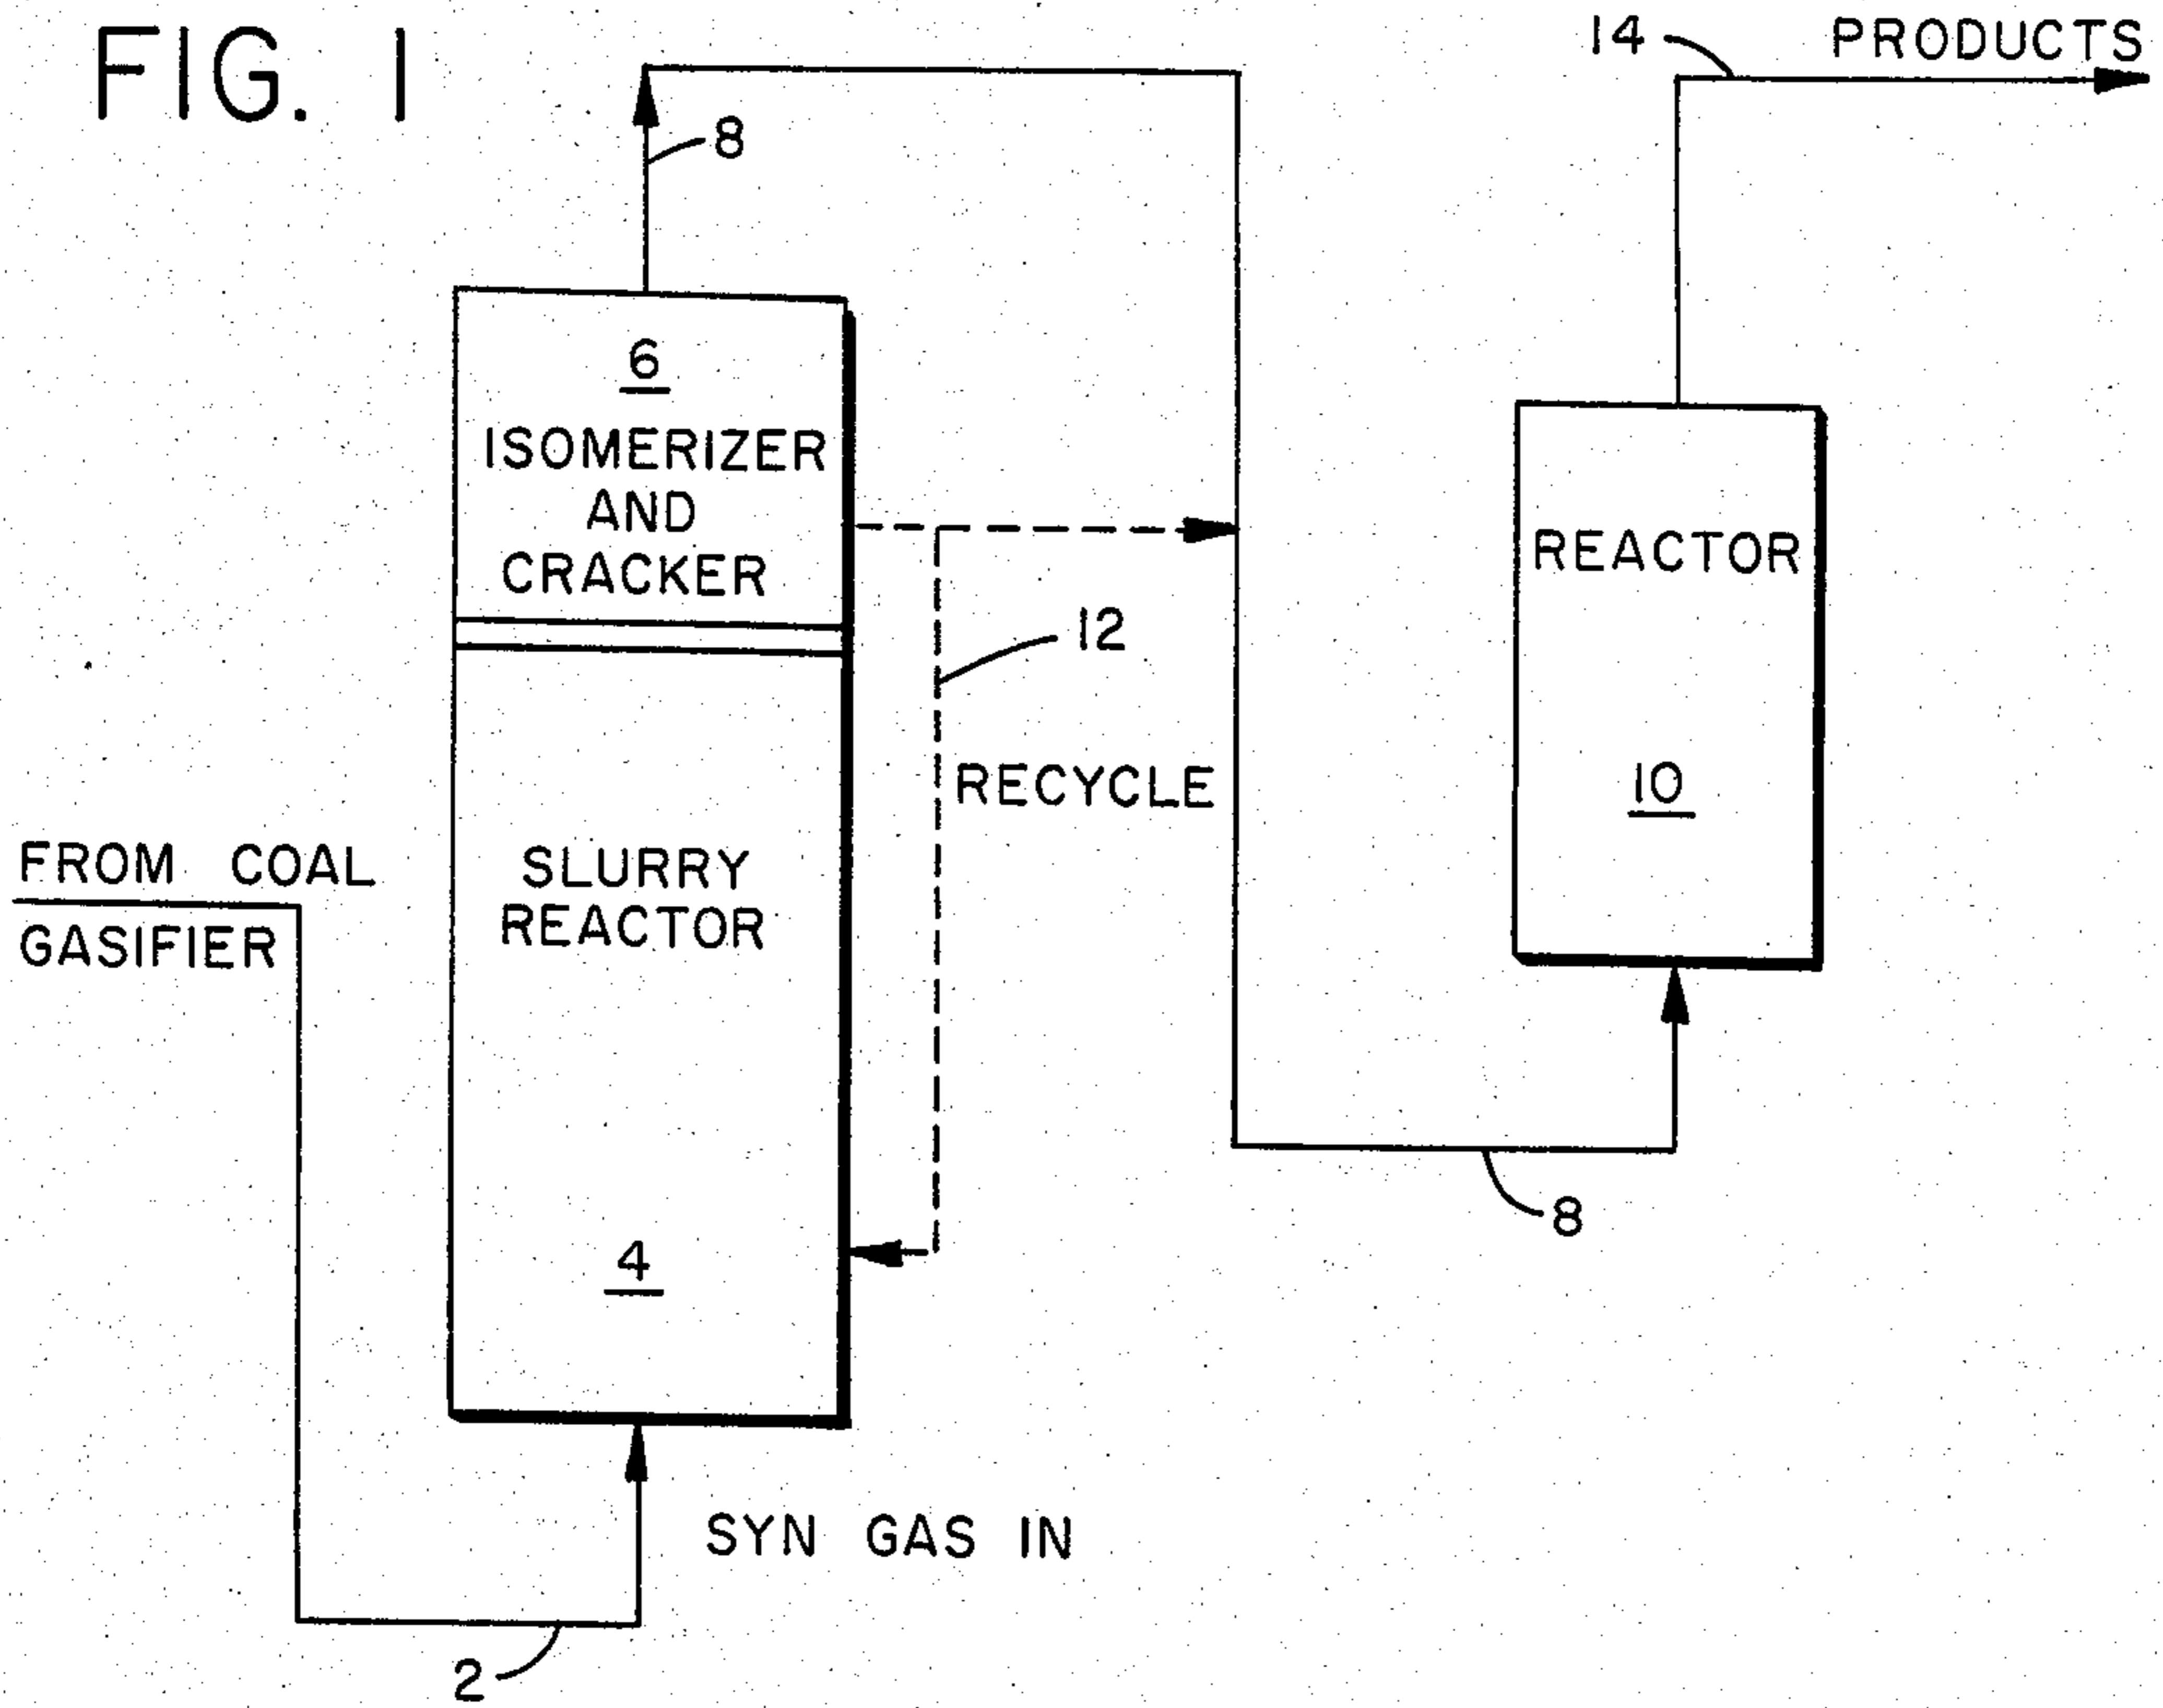 FIG. 1
14
PRODUCTS
8
6
ISOMERIZER
AND
CRACKER
12
REACTOR
RECYCLE
10
FROM COAL
GASIFIER
SLURRY
REACTOR
8
4
SYN GAS IN
2